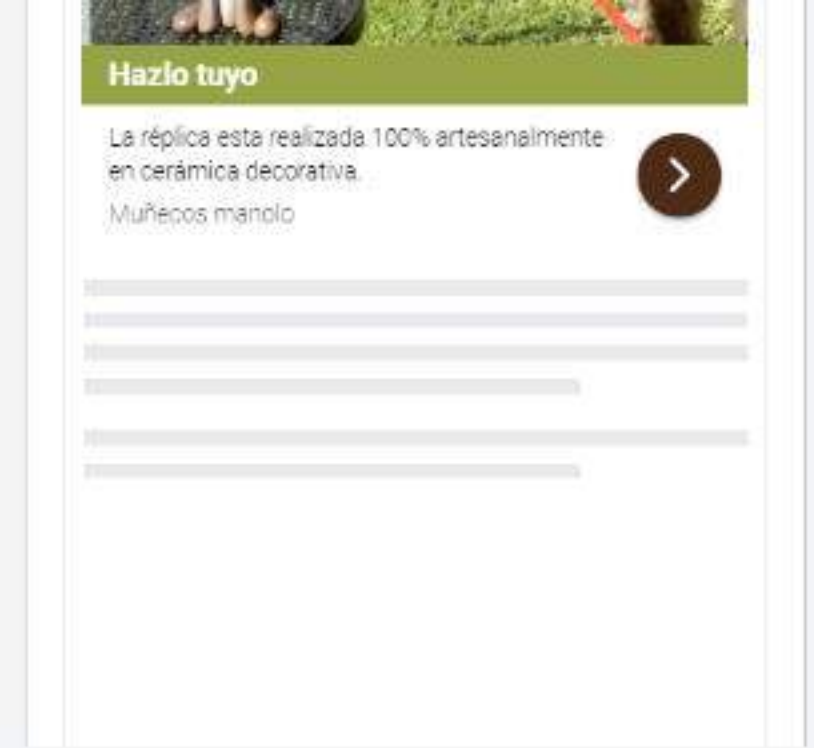 Hazlo tuyo
La réplica esta realizada 100% artesanalmente
en cerámica decorativa.
Muñecos manolo